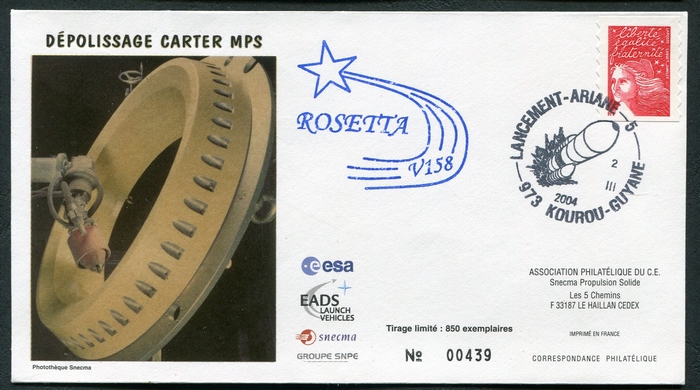 DÉPOLISSAGE CARTER MPS
ROSETTA
V158
liberté
égalité
fraternité
LANCEMENT-ARIANE-5
2
III
2004
973 KOUROU-GUYANE
esa
EADS
LAUNCH
VEHICLES
snecma
GROUPE SNPE
ASSOCIATION PHILATÉLIQUE DU C.E.
Snecma Propulsion Solide
Les 5 Chemins
F 33187 LE HAILLAN CEDEX
Tirage limité : 850 exemplaires
IMPRIMÉ EN FRANCE
Nº 00439
CORRESPONDANCE PHILATÉLIQUE
Photothèque Snecma